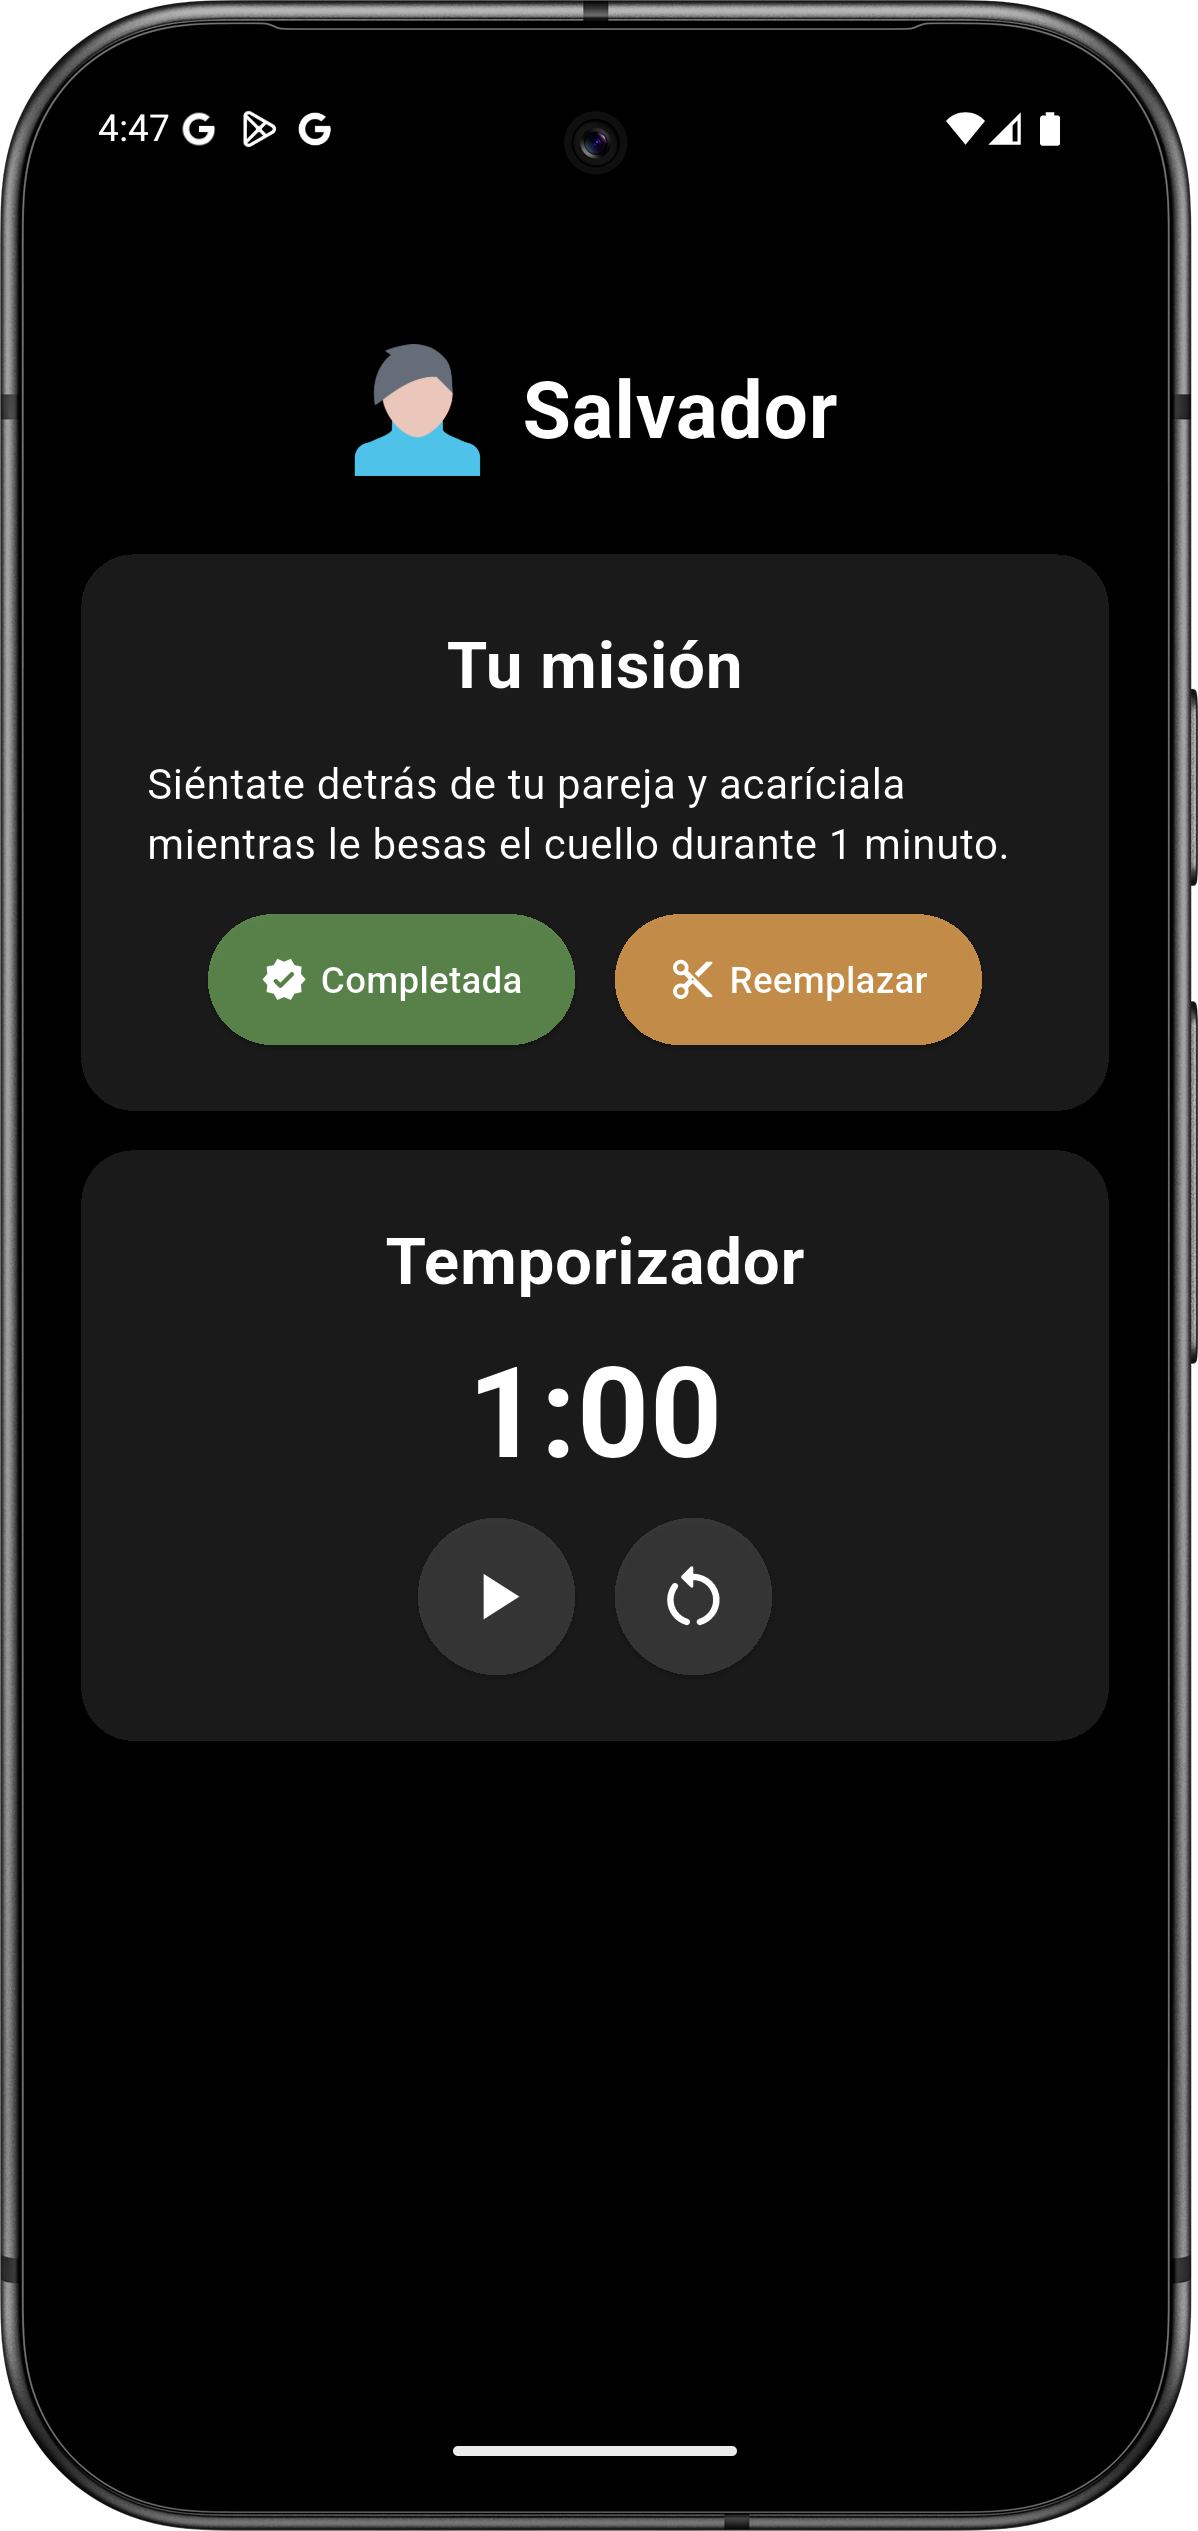 4:47
Salvador
Tu misión
Siéntate detrás de tu pareja y acaríciala
mientras le besas el cuello durante 1 minuto.
Completada
Reemplazar
Temporizador
1:00